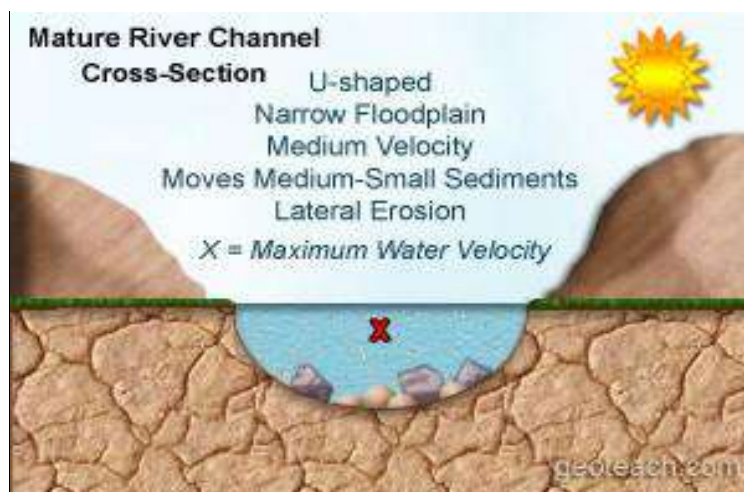 Mature River Channel
Cross-Section
U-shaped
Narrow Floodplain
Medium Velocity
Moves Medium-Small Sediments
Lateral Erosion
X = Maximum Water Velocity
X
geoteach.com